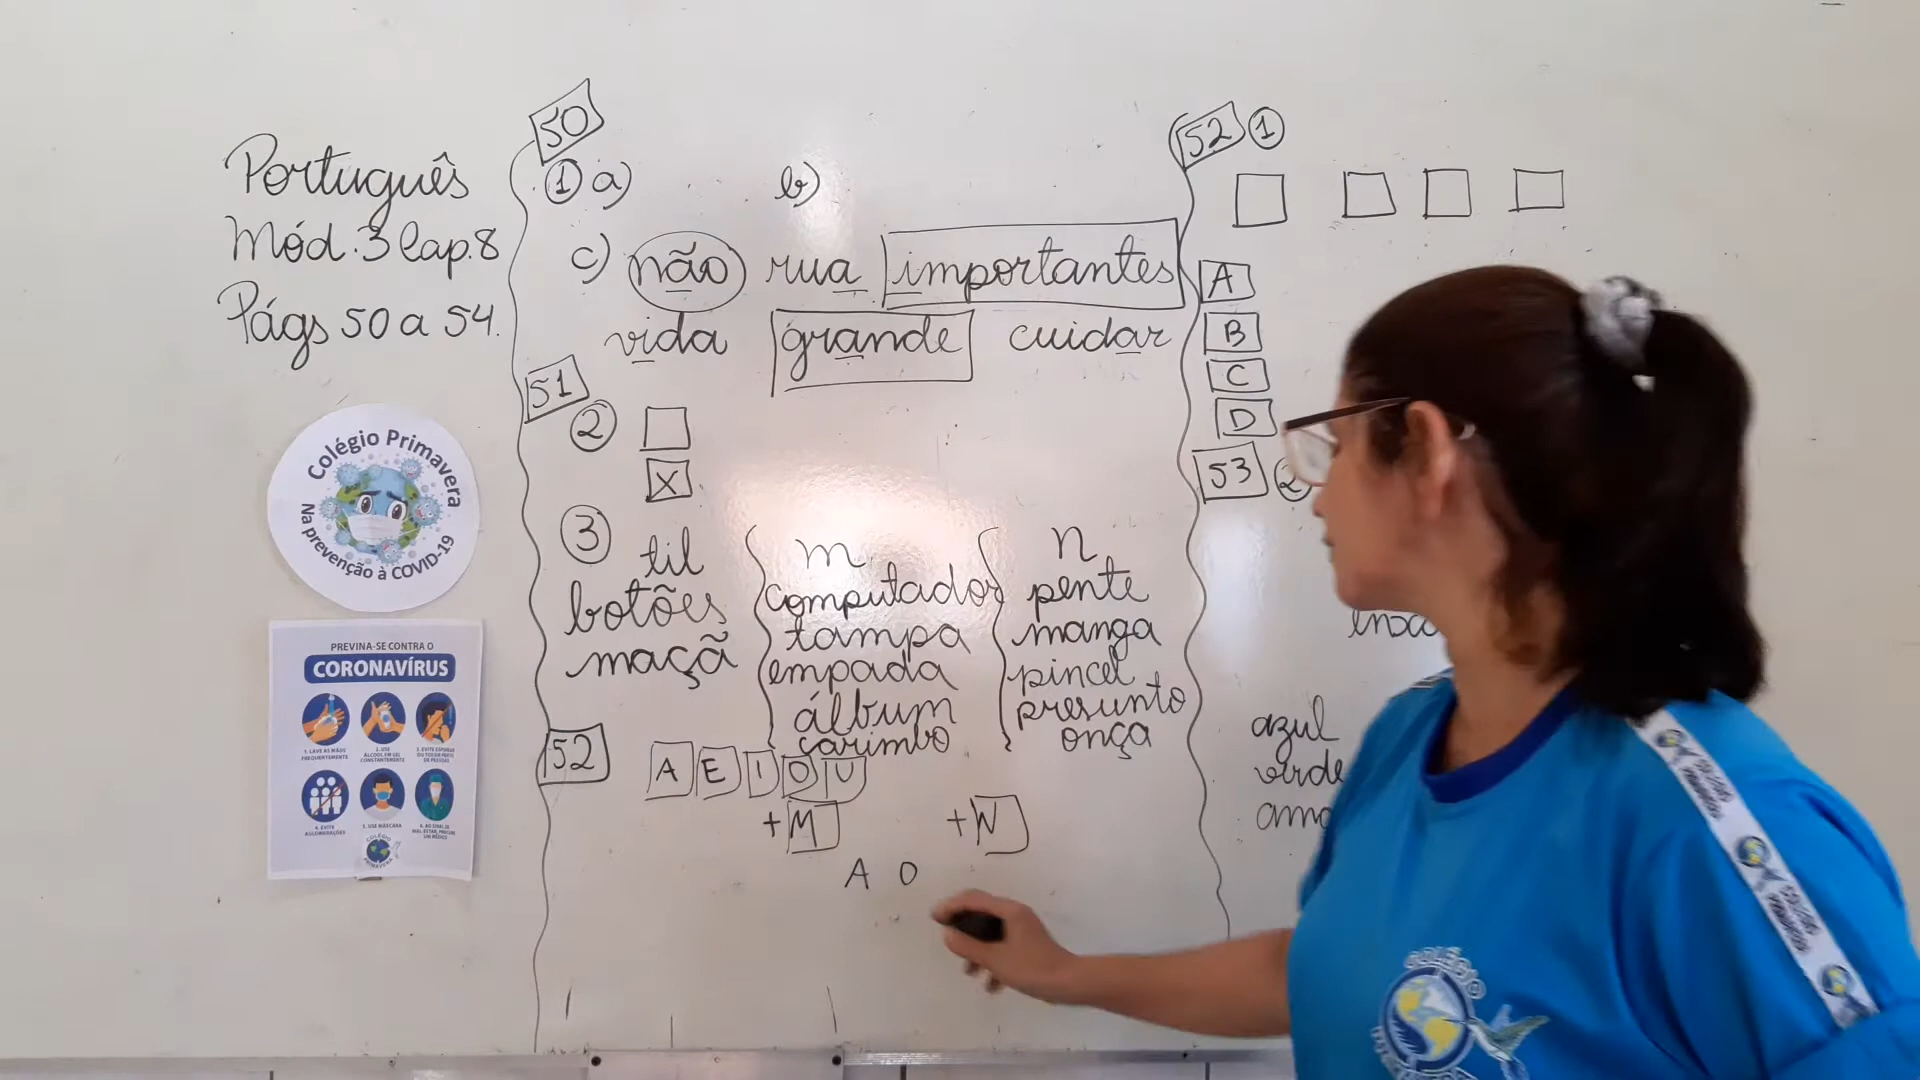 Português
Mód. 3 Cap. 8
Págs 50 a 54.
Colégio Primavera
Na prevenção à COVID-19
PREVINA-SE CONTRA O
CORONAVÍRUS
50
1 a) b)
c) não rua importantes
vida grande cuidar
51
2
X
3 til
botões
maçã
m
computador
tampa
empada
álbum
carimbo
n
pente
manga
pincel
presunto
onça
52
A E I O U
+M +N
A O
52 1
A
B
C
D
53 2
azul
verde
COLÉGIO